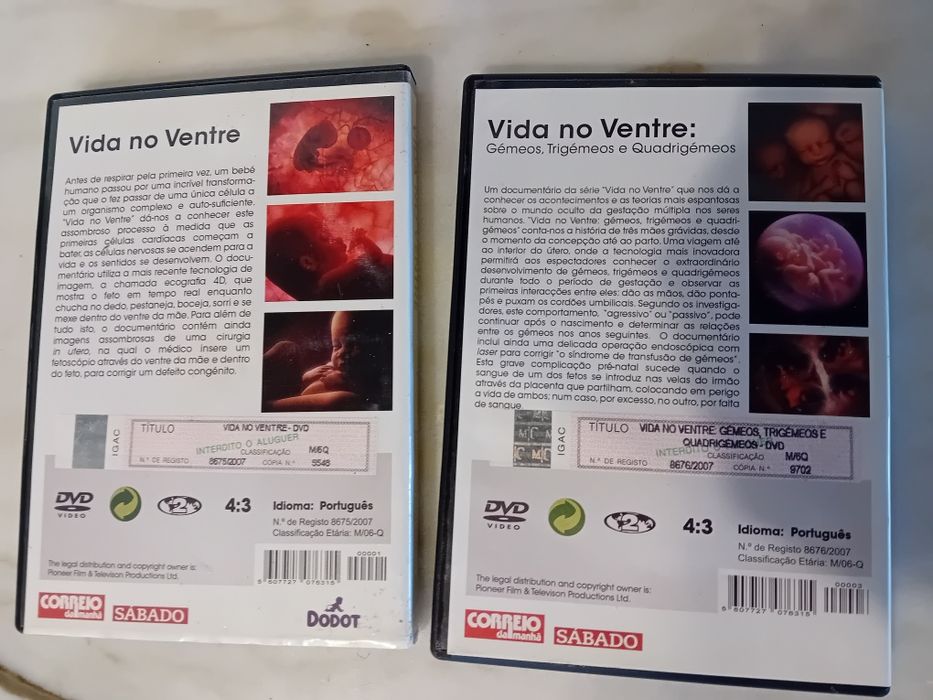 Vida no Ventre
Antes de respirar pela primeira vez, um bebé
humano passou por uma incrível transforma-
ção que o fez passar de uma única célula a
um organismo complexo e auto-suficiente.
"Vida no Ventre" dá-nos a conhecer este
assombroso processo à medida que as
primeiras células cardíacas começam a
bater, as células nervosas se acendem para a
vida e os sentidos se desenvolvem. O docu-
mentário utiliza a mais recente tecnologia de
imagem, a chamada ecografia 4D, que
mostra o feto em tempo real enquanto
chucha no dedo, pestaneja, boceja, sorri e se
mexe dentro do ventre da mãe. Para além de
tudo isto, o documentário contém ainda
imagens assombrosas de uma cirurgia
in utero, na qual o médico insere um
fetoscópio através do ventre da mãe e dentro
do feto, para corrigir um defeito congénito.
IGAC
TÍTULO VIDA NO VENTRE- DVD
INTERDITO O ALUGUER
CLASSIFICAÇÃO M/6Q
N.º DE REGISTO 8675/2007 CÓPIA N.º 9548
DVD
VIDEO
2
4:3
Idioma: Português
N.º de Registo 8675/2007
Classificação Etária: M/06-Q
The legal distribution and copyright owner is:
Pioneer Film & Televison Productions Ltd.
00001
5 607727 076315
CORREIO
da manhã
SÁBADO
DODOT
Vida no Ventre:
Gémeos, Trigémeos e Quadrigémeos
Um documentário da série "Vida no Ventre" que nos dá a
conhecer os acontecimentos e as teorias mais espantosas
sobre o mundo oculto da gestação múltipla nos seres
humanos. "Vida no Ventre: gémeos, trigémeos e quadri-
gémeos" conta-nos a história de três mães grávidas, desde
o momento da concepção até ao parto. Uma viagem até
ao interior do útero, onde a tecnologia mais inovadora
permitirá aos espectadores conhecer o extraordinário
desenvolvimento de gémeos, trigémeos e quadrigémeos
durante todo o período de gestação e observar as
primeiras interacções entre eles: dão as mãos, dão ponta-
pés e puxam os cordões umbilicais. Segundo os investiga-
dores, este comportamento, "agressivo" ou "passivo", pode
continuar após o nascimento e determinar as relações
entre os gémeos nos anos seguintes. O documentário
inclui ainda uma delicada operação endoscópica com
laser para corrigir "o síndrome de transfusão de gémeos".
Esta grave complicação pré-natal sucede quando o
sangue de um dos fetos se introduz nas veias do irmão
através da placenta que partilham, colocando em perigo
a vida de ambos; num caso, por excesso, no outro, por falta
de sangue.
IGAC
TÍTULO VIDA NO VENTRE: GÉMEOS, TRIGÉMEOS E
QUADRIGÉMEOS - DVD
INTERDITO
CLASSIFICAÇÃO M/6Q
N.º DE REGISTO 8676/2007 CÓPIA N.º 9702
DVD
VIDEO
2
4:3
Idioma: Português
N.º de Registo 8676/2007
Classificação Etária: M/06-Q
The legal distribution and copyright owner is:
Pioneer Film & Televison Productions Ltd.
00003
5 607727 076315
CORREIO
da manhã
SÁBADO